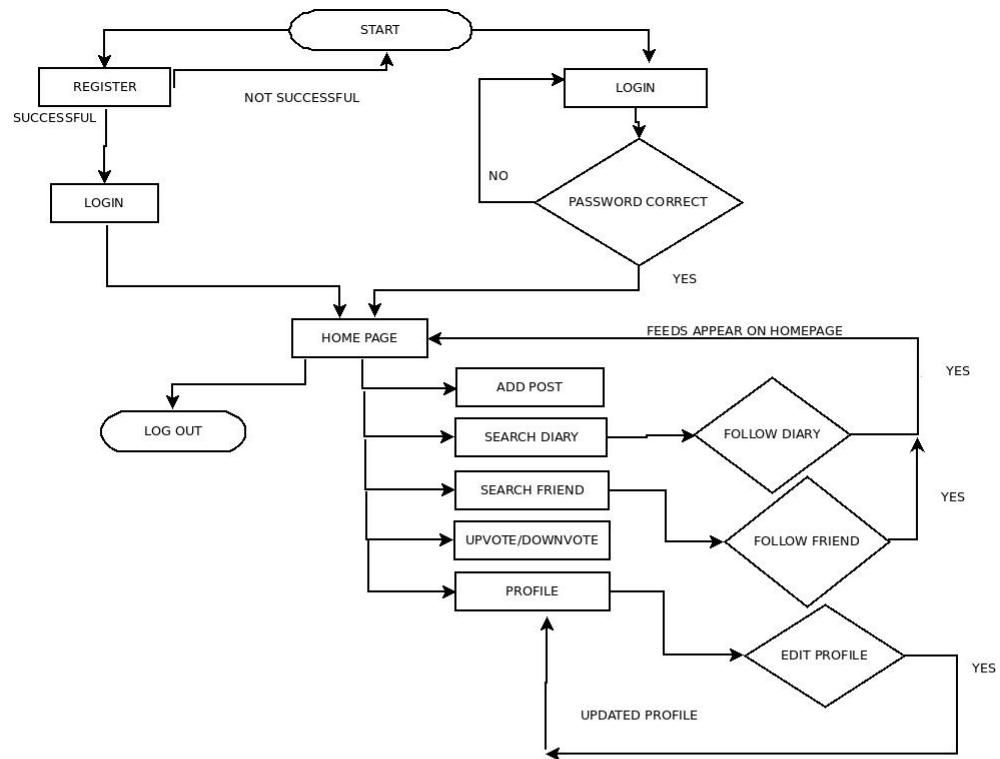 START
REGISTER
NOT SUCCESSFUL
LOGIN
SUCCESSFUL
NO
PASSWORD CORRECT
LOGIN
YES
HOME PAGE
FEEDS APPEAR ON HOMEPAGE
YES
ADD POST
LOG OUT
SEARCH DIARY
FOLLOW DIARY
SEARCH FRIEND
YES
UPVOTE/DOWNVOTE
FOLLOW FRIEND
PROFILE
EDIT PROFILE
YES
UPDATED PROFILE